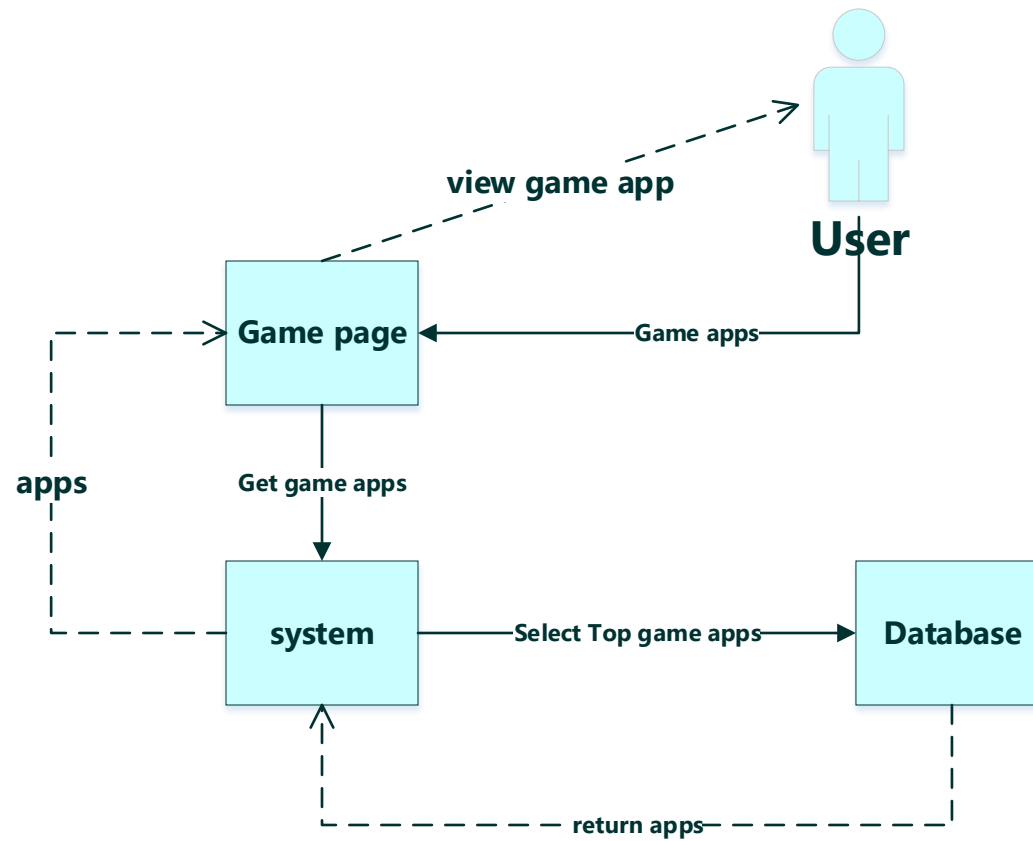 view game app
User
Game page
Game apps
apps
Get game apps
system
Select Top game apps
Database
return apps